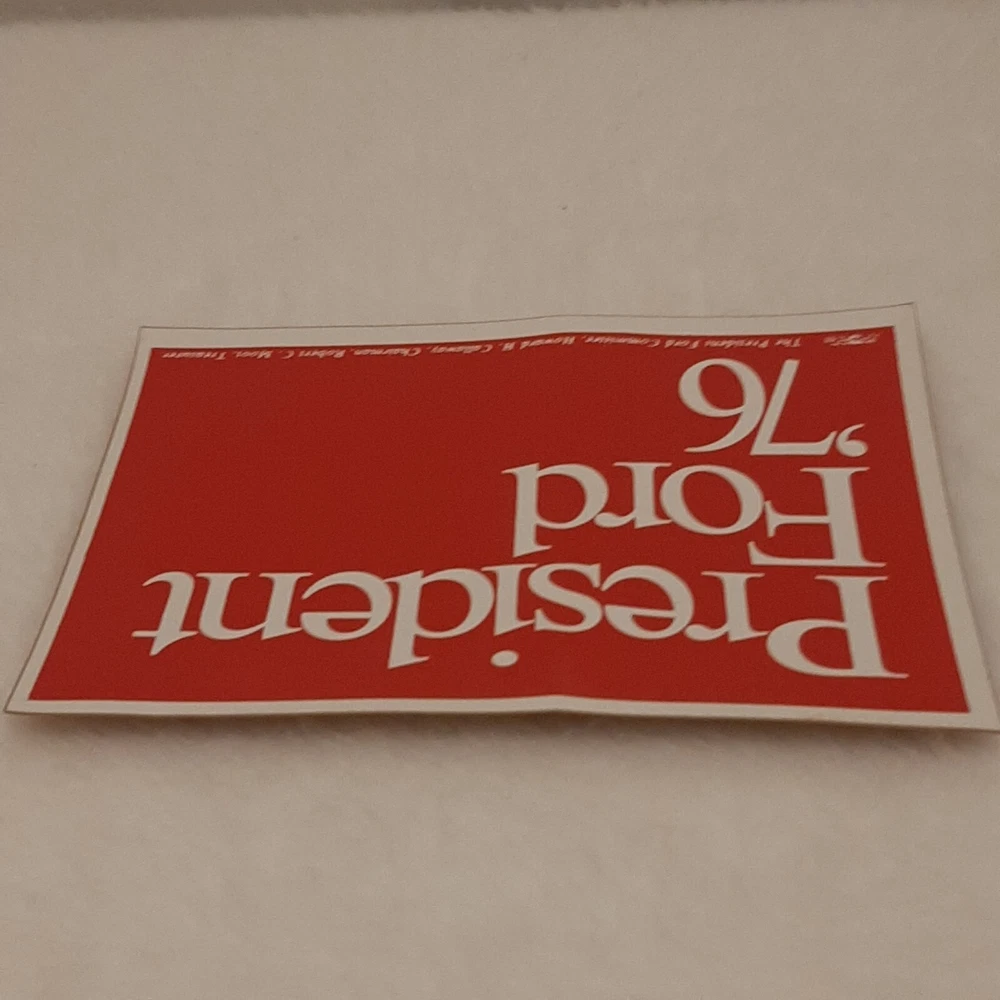 President
Ford
'76
The President Ford Committee, Howard H. Callaway, Chairman, Robert C. Moot, Treasurer